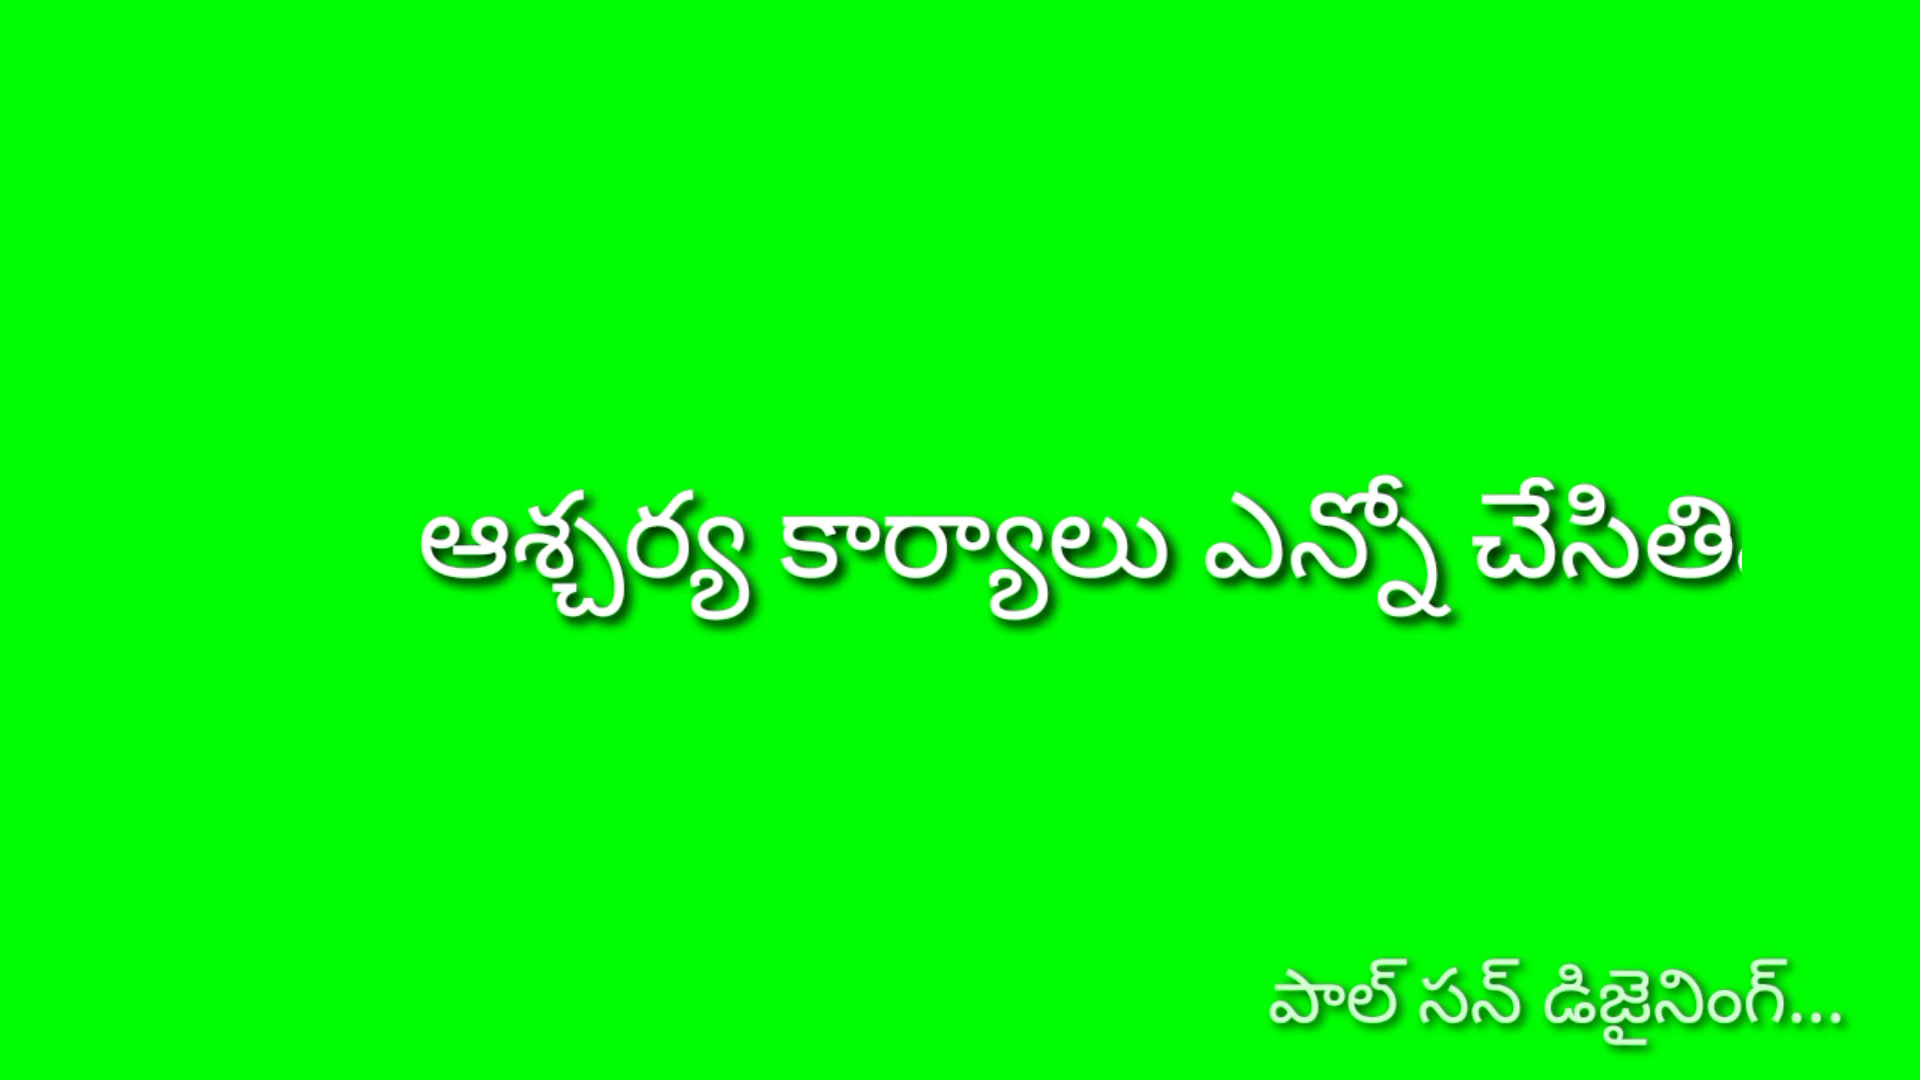 ఆశ్చర్య కార్యాలు ఎన్నో చేసితి
పాల్ సన్ డిజైనింగ్...